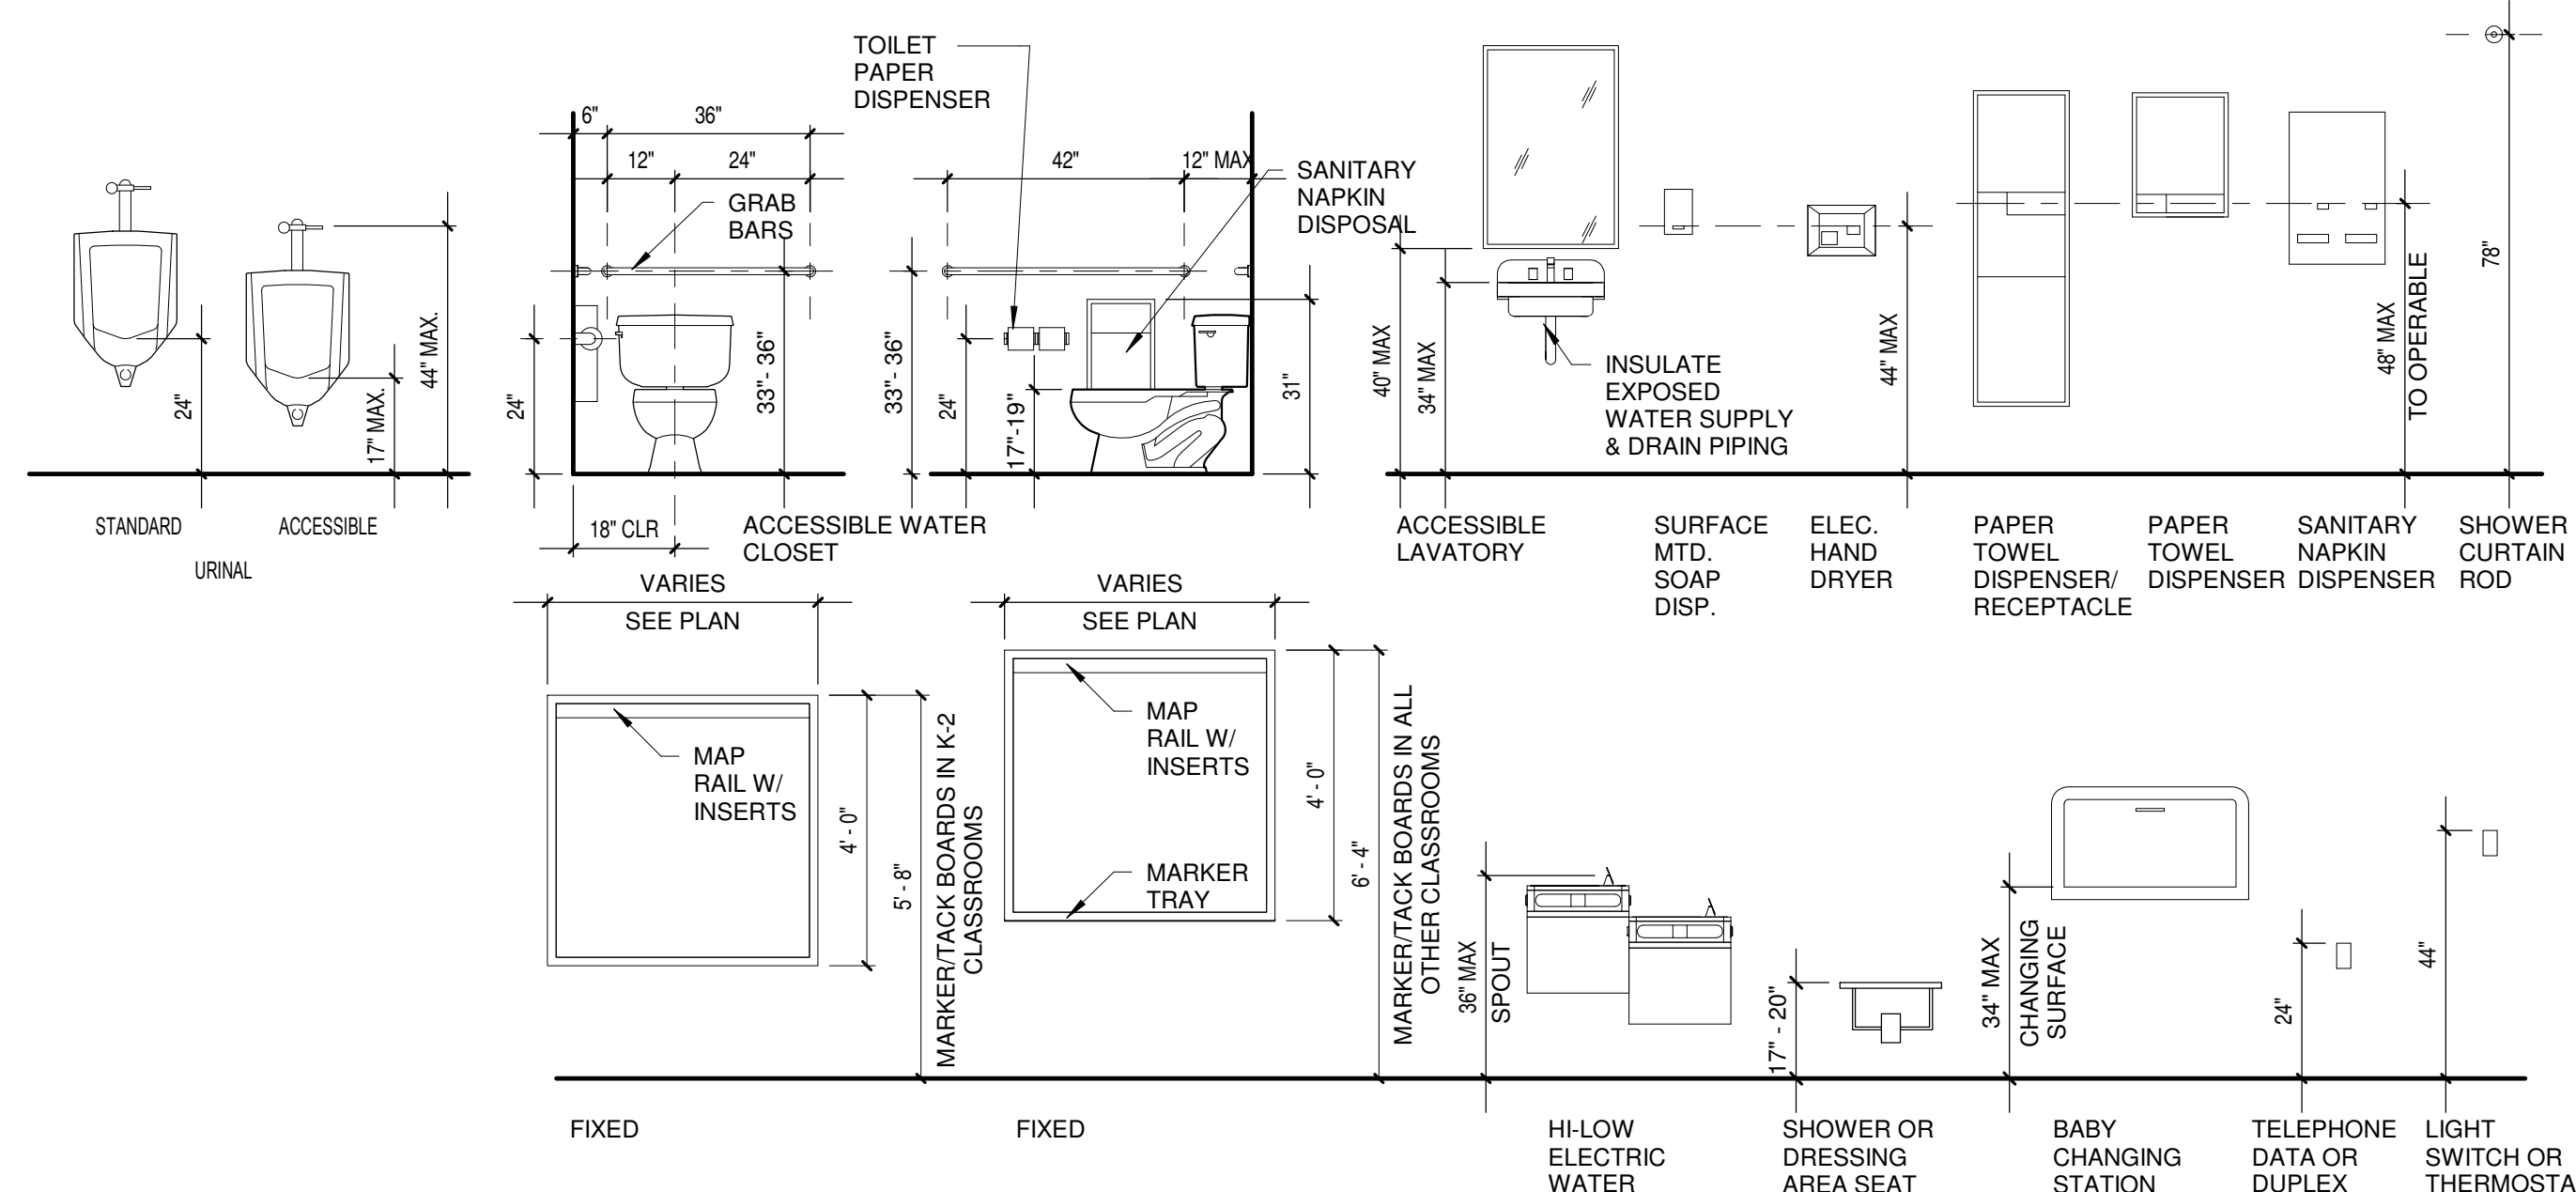 TOILET
PAPER
DISPENSER
6"
36"
12"
24"
GRAB
BARS
42"
12" MAX
SANITARY
NAPKIN
DISPOSAL
24"
17" MAX.
44" MAX.
24"
33"- 36"
33"- 36"
24"
17"-19"
31"
40" MAX
34" MAX
INSULATE
EXPOSED
WATER SUPPLY
& DRAIN PIPING
44" MAX
48" MAX
TO OPERABLE
78"
STANDARD
ACCESSIBLE
URINAL
18" CLR
ACCESSIBLE WATER
CLOSET
ACCESSIBLE
LAVATORY
SURFACE
MTD.
SOAP
DISP.
ELEC.
HAND
DRYER
PAPER
TOWEL
DISPENSER/
RECEPTACLE
PAPER
TOWEL
DISPENSER
SANITARY
NAPKIN
DISPENSER
SHOWER
CURTAIN
ROD
VARIES
SEE PLAN
MAP
RAIL W/
INSERTS
4' - 0"
5' - 8"
MARKER/TACK BOARDS IN K-2
CLASSROOMS
VARIES
SEE PLAN
MAP
RAIL W/
INSERTS
MARKER
TRAY
4' - 0"
6' - 4"
MARKER/TACK BOARDS IN ALL
OTHER CLASSROOMS
36" MAX
SPOUT
17" - 20"
34" MAX
CHANGING
SURFACE
24"
44"
FIXED
FIXED
HI-LOW
ELECTRIC
WATER
SHOWER OR
DRESSING
AREA SEAT
BABY
CHANGING
STATION
TELEPHONE
DATA OR
DUPLEX
LIGHT
SWITCH OR
THERMOSTA